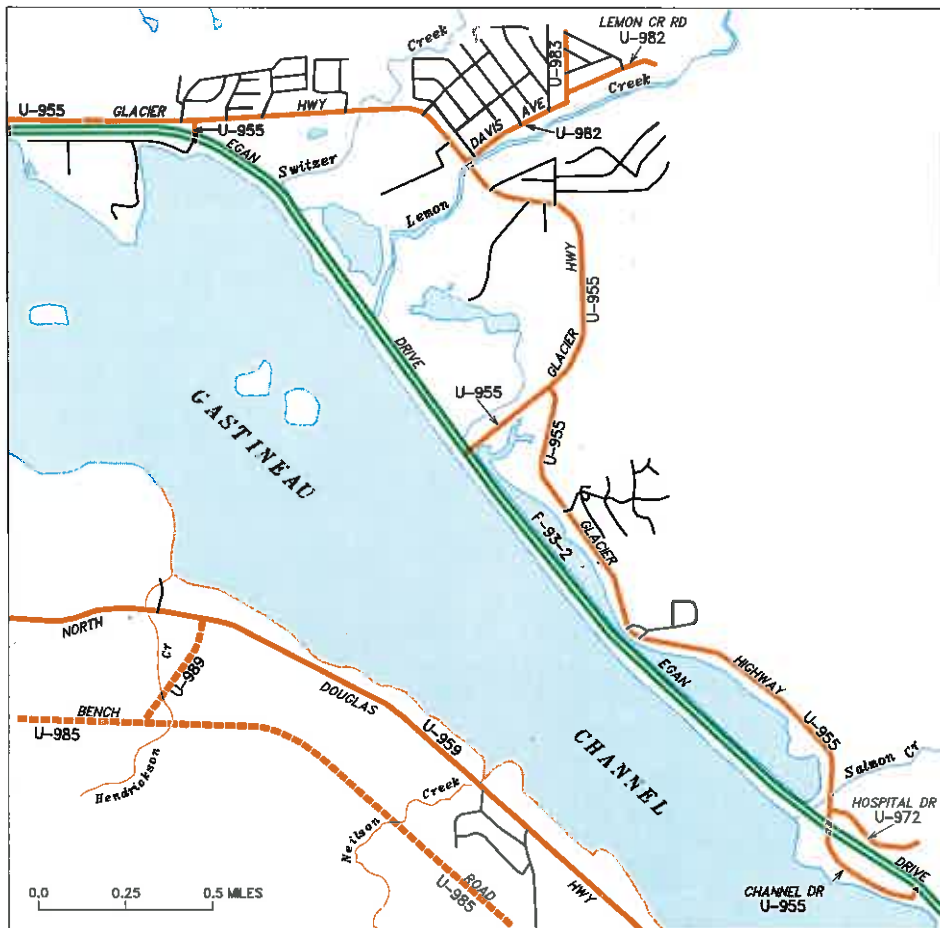 LEMON CR RD
U-982
Creek
U-983
Creek
U-955
GLACIER
HWY
U-955
DAVIS AVE
U-982
EGAN
Switzer
Lemon
HWY
U-955
DRIVE
GLACIER
U-955
U-955
GASTINEAU
F-93-2
GLACIER
NORTH
Cr
U-989
EGAN
HIGHWAY
BENCH
DOUGLAS
U-985
U-959
U-955
CHANNEL
Salmon Cr
Hendrickson
Creek
HOSPITAL DR
U-972
Neilson
DRIVE
ROAD
U-985
HWY
CHANNEL DR
U-955
0.0 0.25 0.5 MILES